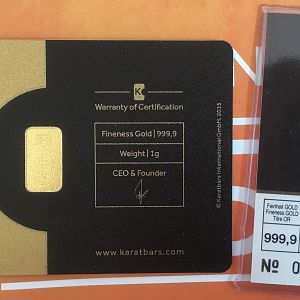 K
Warranty of Certification
Fineness Gold | 999,9
Weight | 1g
CEO & Founder
www.karatbars.com
© Karatbars International GmbH, 2015
Feinheit GOLD
Fineness GOLD
Titre OR
999,9
№ 0